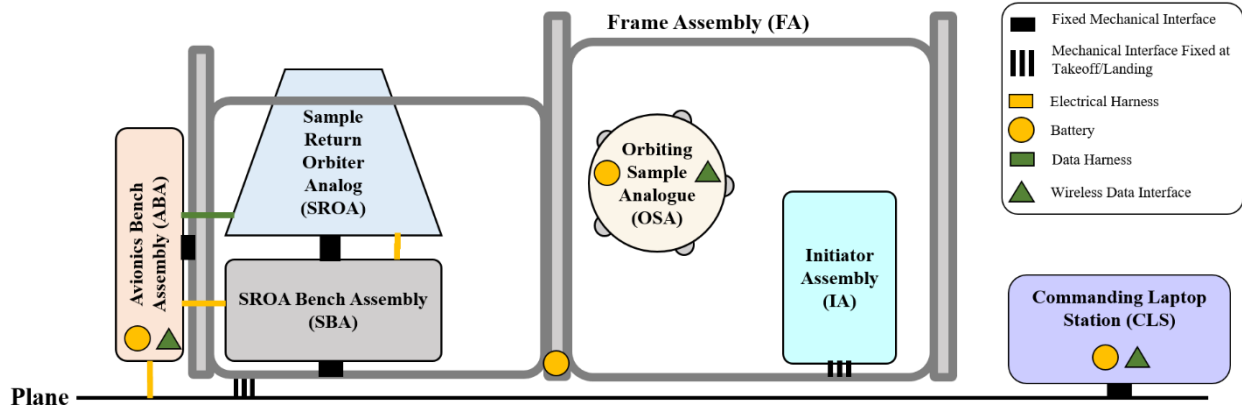 Frame Assembly (FA)
Sample
Return
Orbiter
Analog
(SROA)
Avionics Bench
Assembly (ABA)
SROA Bench Assembly
(SBA)
Orbiting
Sample
Analogue
(OSA)
Initiator
Assembly
(IA)
Commanding Laptop
Station (CLS)
Plane
Fixed Mechanical Interface
Mechanical Interface Fixed at
Takeoff/Landing
Electrical Harness
Battery
Data Harness
Wireless Data Interface